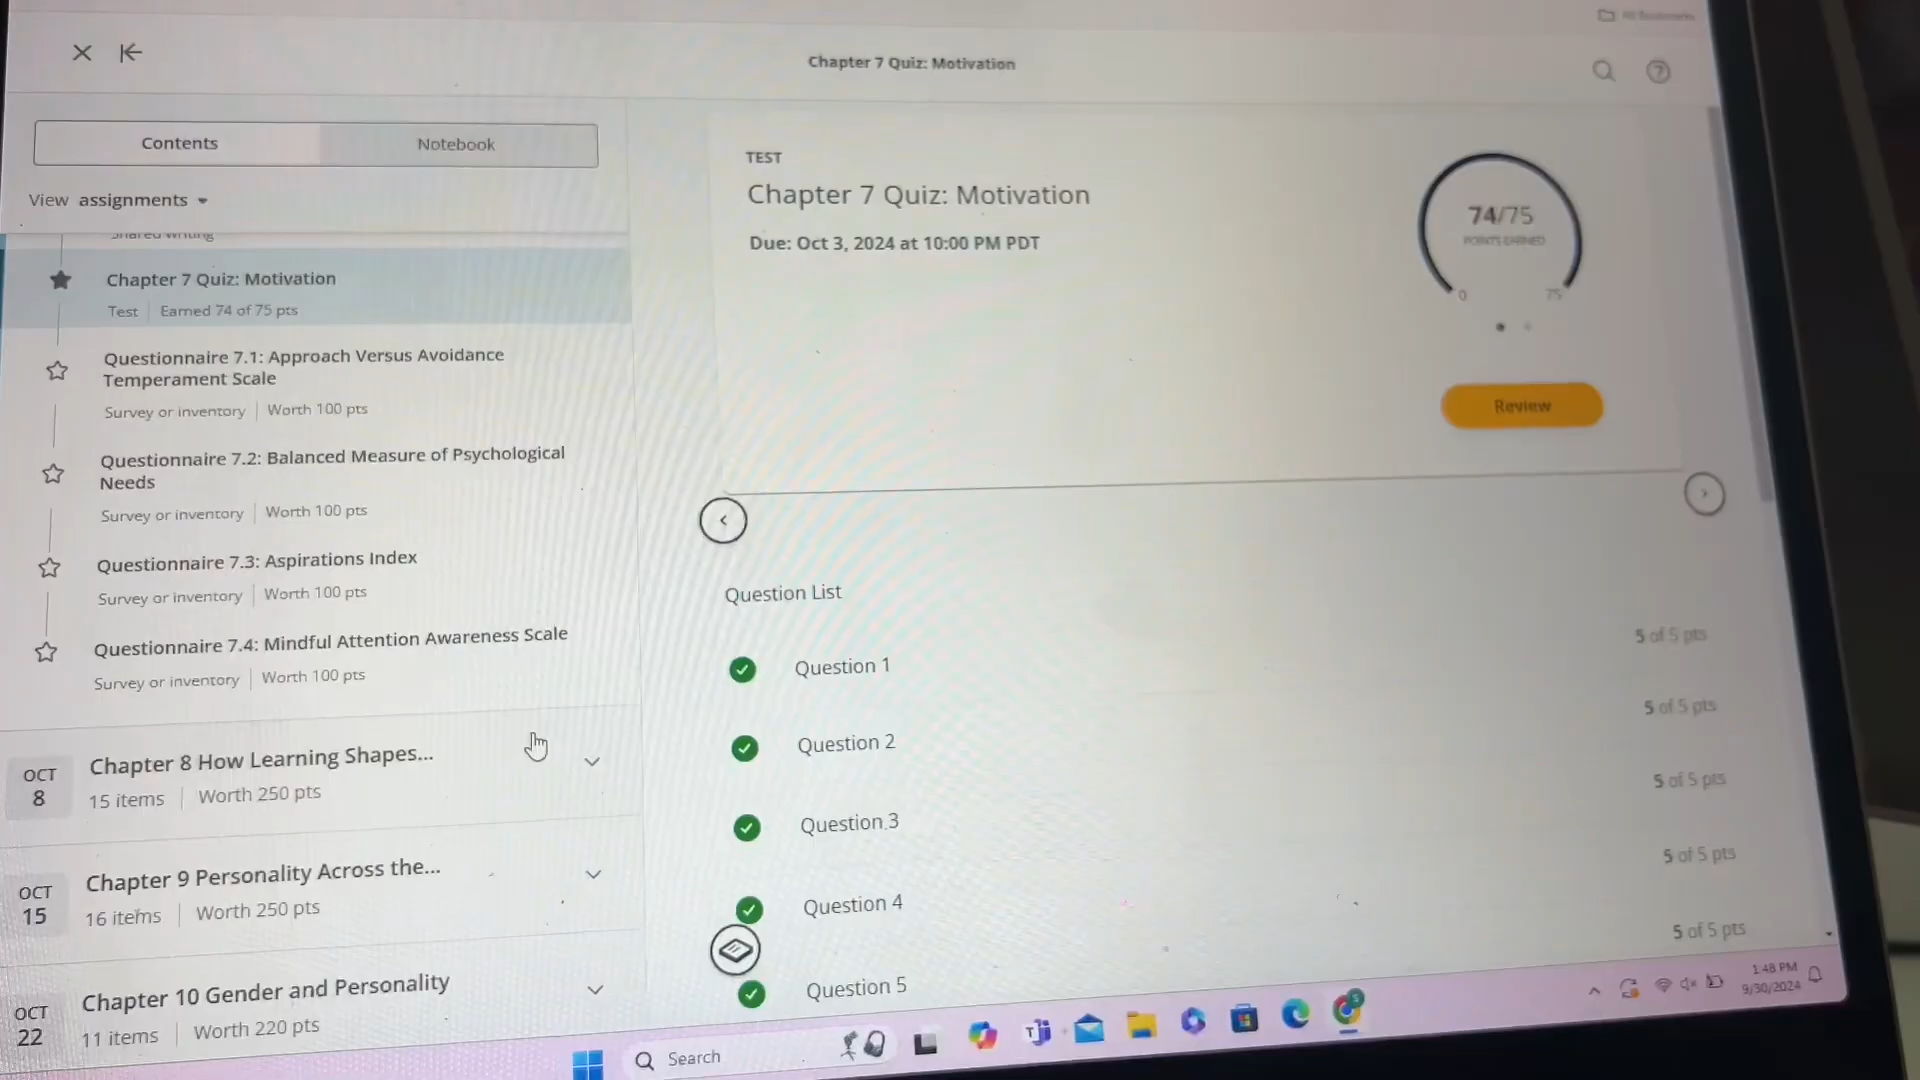 All Bookmarks
Chapter 7 Quiz: Motivation
Contents
Notebook
View assignments
Shared writing
Chapter 7 Quiz: Motivation
Test | Earned 74 of 75 pts
Questionnaire 7.1: Approach Versus Avoidance
Temperament Scale
Survey or inventory | Worth 100 pts
Questionnaire 7.2: Balanced Measure of Psychological
Needs
Survey or inventory | Worth 100 pts
Questionnaire 7.3: Aspirations Index
Survey or inventory | Worth 100 pts
Questionnaire 7.4: Mindful Attention Awareness Scale
Survey or inventory | Worth 100 pts
OCT
8
Chapter 8 How Learning Shapes...
15 items | Worth 250 pts
OCT
15
Chapter 9 Personality Across the...
16 items | Worth 250 pts
OCT
22
Chapter 10 Gender and Personality
11 items | Worth 220 pts
TEST
Chapter 7 Quiz: Motivation
Due: Oct 3, 2024 at 10:00 PM PDT
74/75
POINTS EARNED
0
75
Review
Question List
Question 1
5 of 5 pts
Question 2
5 of 5 pts
Question 3
5 of 5 pts
Question 4
5 of 5 pts
Question 5
5 of 5 pts
Search
1:48 PM
9/30/2024